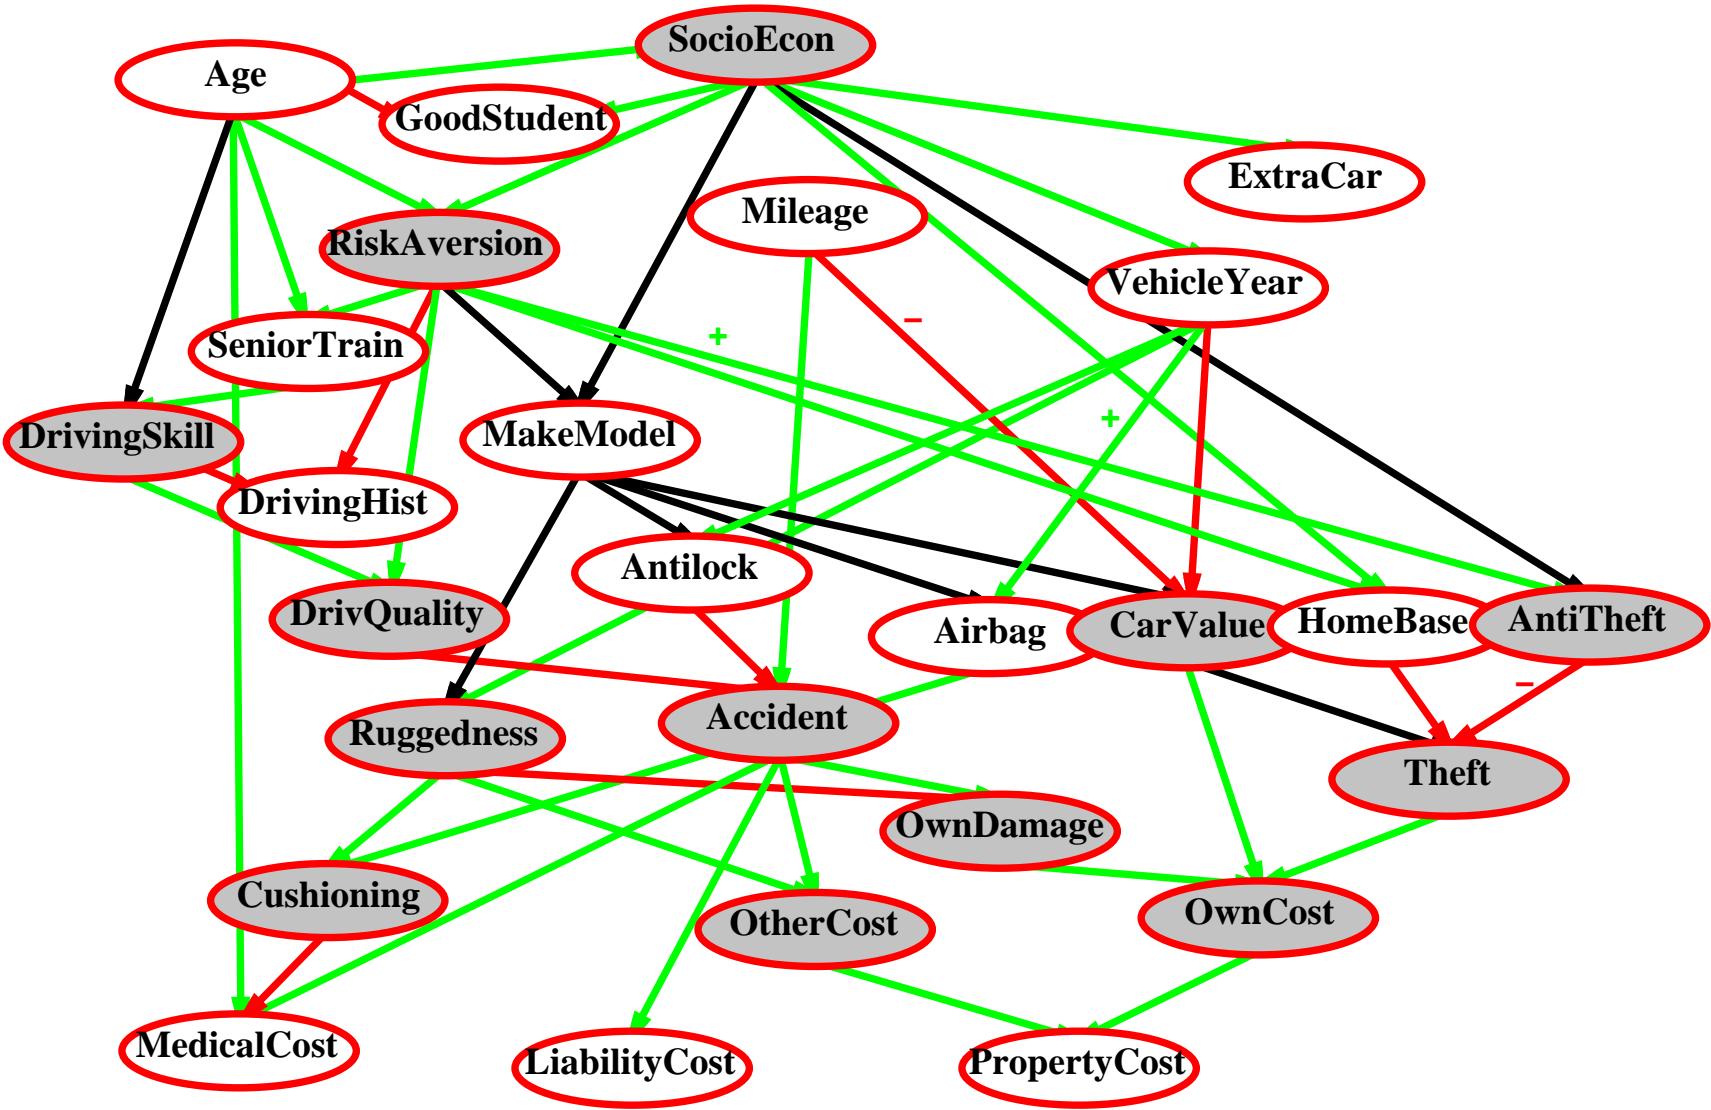 SocioEcon
Age
GoodStudent
ExtraCar
Mileage
RiskAversion
VehicleYear
−
+
SeniorTrain
+
DrivingSkill
MakeModel
DrivingHist
Antilock
DrivQuality
Airbag
CarValue
HomeBase
AntiTheft
−
Ruggedness
Accident
Theft
OwnDamage
Cushioning
OtherCost
OwnCost
MedicalCost
LiabilityCost
PropertyCost